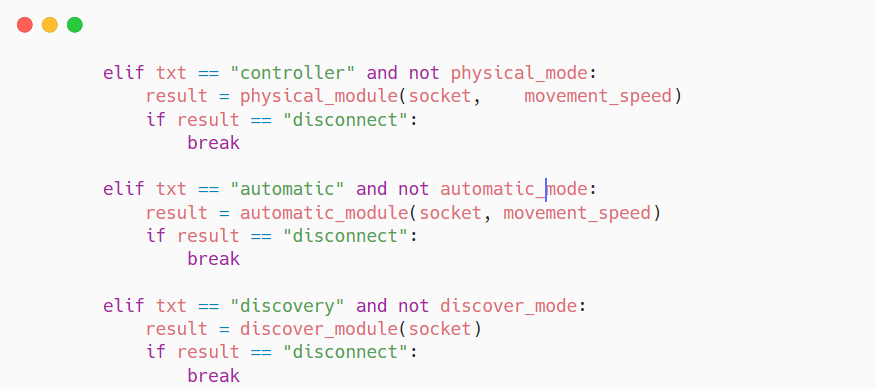 elif txt == "controller" and not physical_mode:
    result = physical_module(socket,    movement_speed)
    if result == "disconnect":
        break
elif txt == "automatic" and not automatic_mode:
    result = automatic_module(socket, movement_speed)
    if result == "disconnect":
        break
elif txt == "discovery" and not discover_mode:
    result = discover_module(socket)
    if result == "disconnect":
        break